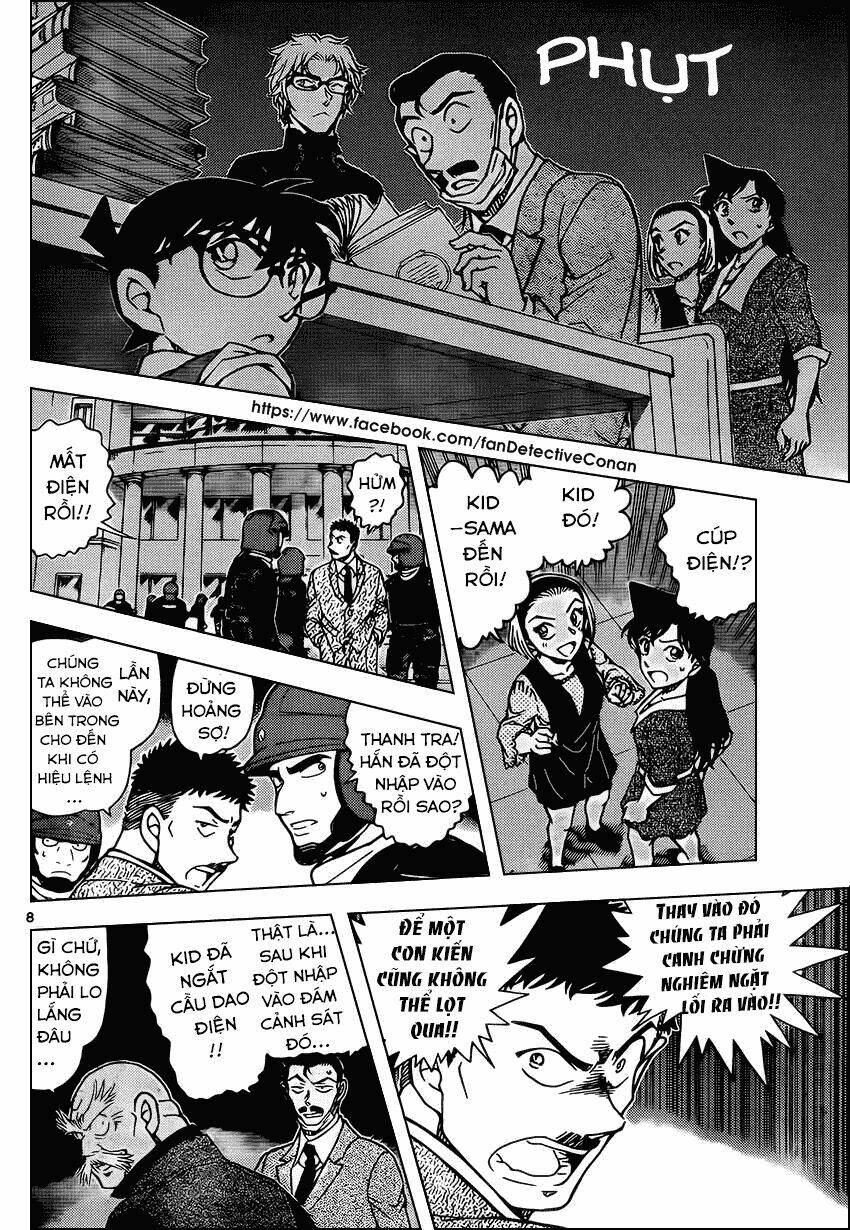 PHỤT
https://www.facebook.com/fanDetectiveConan
CÚP
ĐIỆN!?
KID
ĐÓ!
KID
-SAMA
ĐẾN
RỒI!
HỬM
?!
MẤT
ĐIỆN
RỒI!!
THANH TRA!
HẮN ĐÃ ĐỘT
NHẬP VÀO
RỒI SAO?
ĐỪNG
HOẢNG
SỢ!
LẦN
NÀY,
CHÚNG
TA KHÔNG
THỂ VÀO
BÊN TRONG
CHO ĐẾN
KHI CÓ
HIỆU LỆNH
...
THAY VÀO ĐÓ
CHÚNG TA PHẢI
CANH CHỪNG
NGHIÊM NGẶT
LỐI RA VÀO!!
ĐỂ MỘT
CON KIẾN
CŨNG KHÔNG
THỂ LỌT
QUA!!
THẬT LÀ...
SAU KHI
ĐỘT NHẬP
VÀO ĐÁM
CẢNH SÁT
ĐÓ...
KID ĐÃ
NGẮT
CẦU DAO
ĐIỆN
!!
GÌ CHỨ,
KHÔNG
PHẢI LO
LẮNG
ĐÂU
...
8